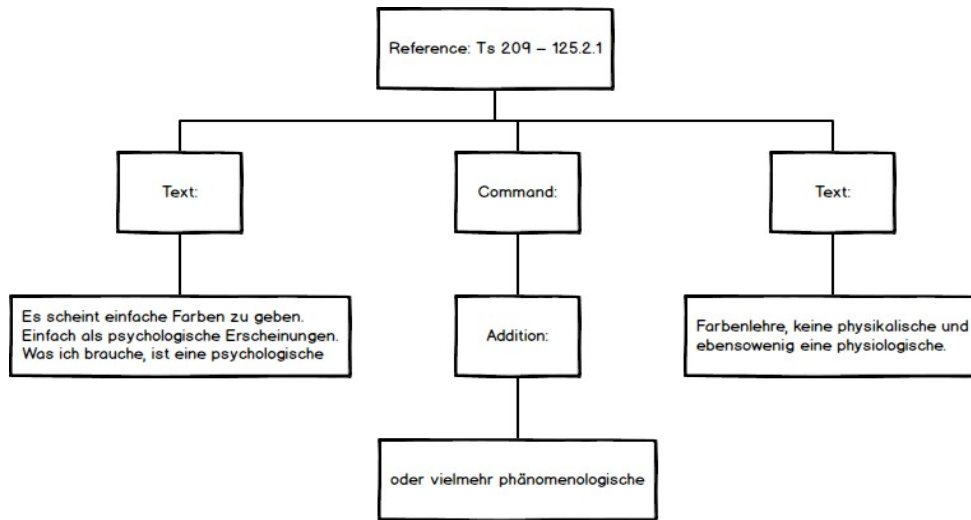 Reference: Ts 209 – 125.2.1
Text:
Command:
Text:
Es scheint einfache Farben zu geben.
Einfach als psychologische Erscheinungen.
Was ich brauche, ist eine psychologische
Addition:
Farbenlehre, keine physikalische und
ebensowenig eine physiologische.
oder vielmehr phänomenologische